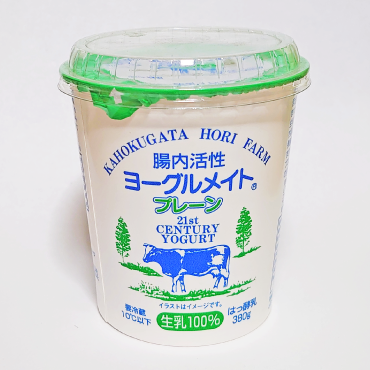 KAHOKUGATA HORI FARM
腸内活性
ヨーグルメイト®
プレーン
21st
CENTURY
YOGURT
イラストはイメージです。
要冷蔵
10℃以下
生乳100%
はっ酵乳
380g